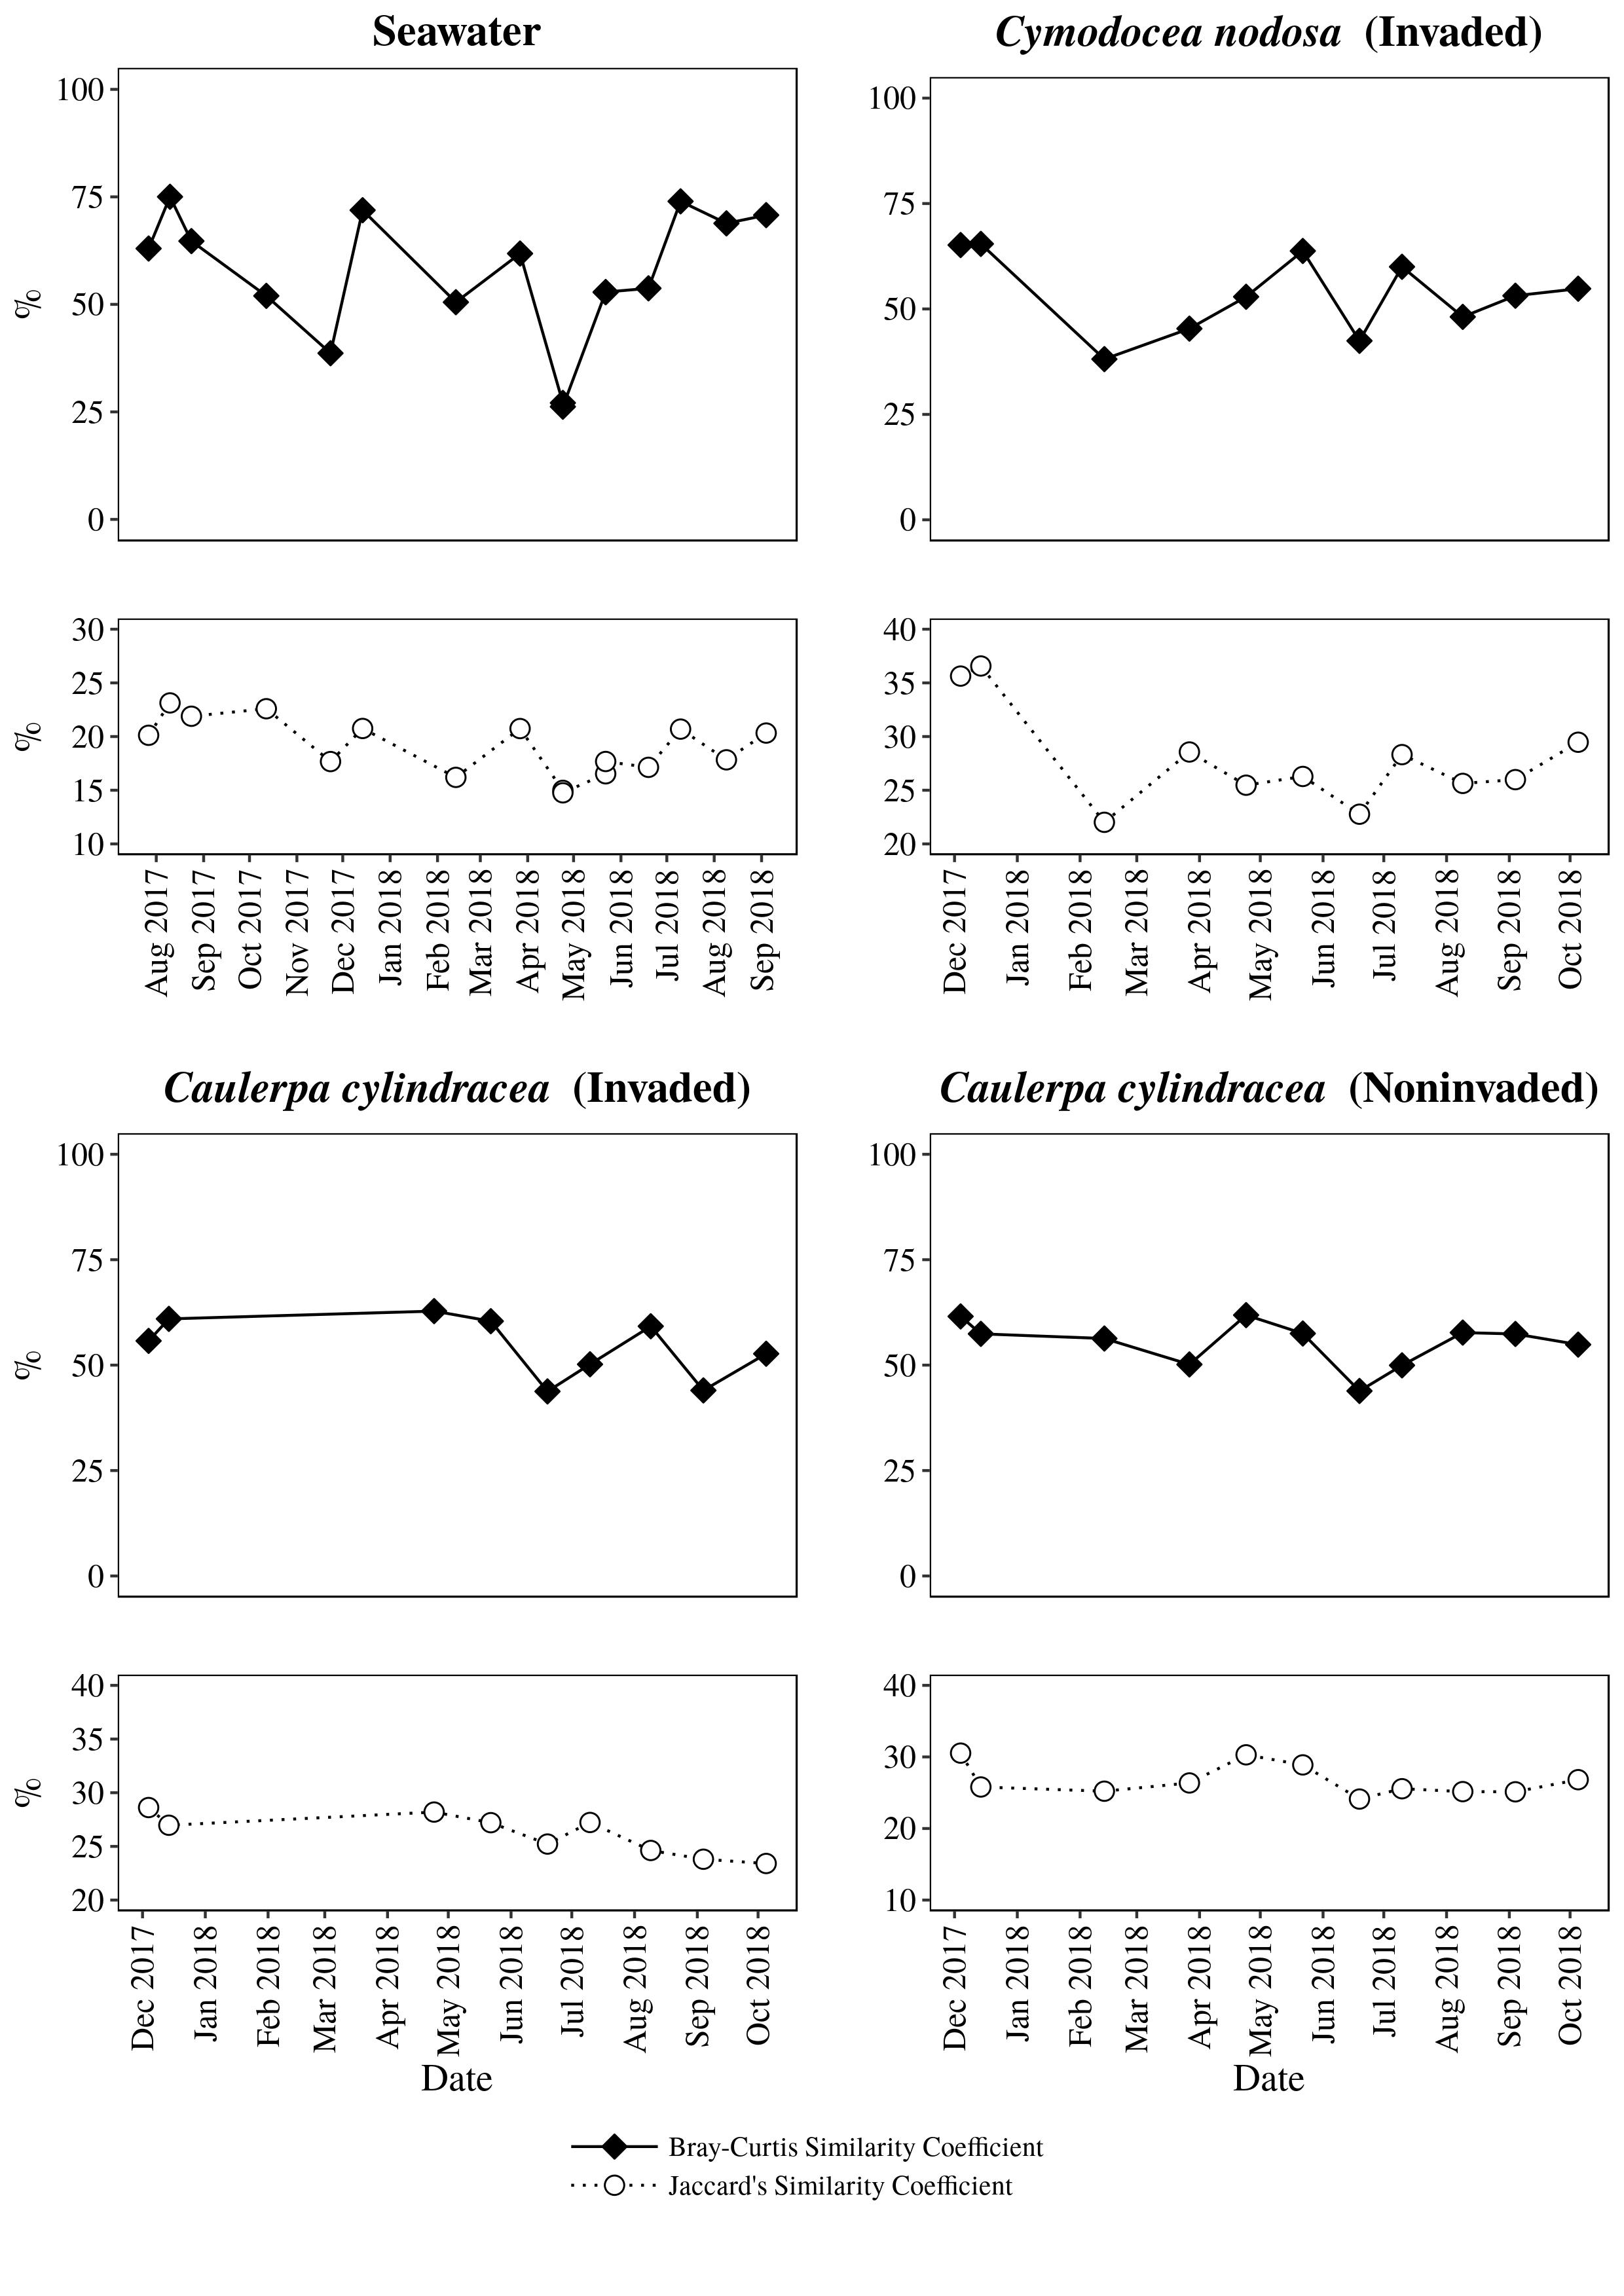 Seawater
Cymodocea nodosa (Invaded)
100
75
50
25
0
%
100
75
50
25
0
30
25
20
15
10
%
40
35
30
25
20
Aug 2017
Sep 2017
Oct 2017
Nov 2017
Dec 2017
Jan 2018
Feb 2018
Mar 2018
Apr 2018
May 2018
Jun 2018
Jul 2018
Aug 2018
Sep 2018
Dec 2017
Jan 2018
Feb 2018
Mar 2018
Apr 2018
May 2018
Jun 2018
Jul 2018
Aug 2018
Sep 2018
Oct 2018
Caulerpa cylindracea (Invaded)
Caulerpa cylindracea (Noninvaded)
100
75
50
25
0
%
100
75
50
25
0
40
35
30
25
20
%
40
30
20
10
Dec 2017
Jan 2018
Feb 2018
Mar 2018
Apr 2018
May 2018
Jun 2018
Jul 2018
Aug 2018
Sep 2018
Oct 2018
Dec 2017
Jan 2018
Feb 2018
Mar 2018
Apr 2018
May 2018
Jun 2018
Jul 2018
Aug 2018
Sep 2018
Oct 2018
Date
Date
Bray-Curtis Similarity Coefficient
Jaccard's Similarity Coefficient